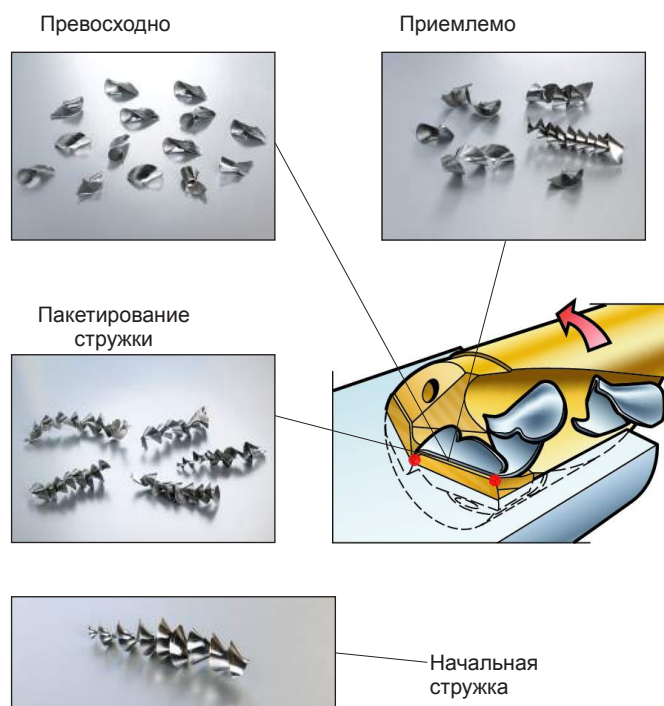 Превосходно
Приемлемо
Пакетирование
стружки
Начальная
стружка